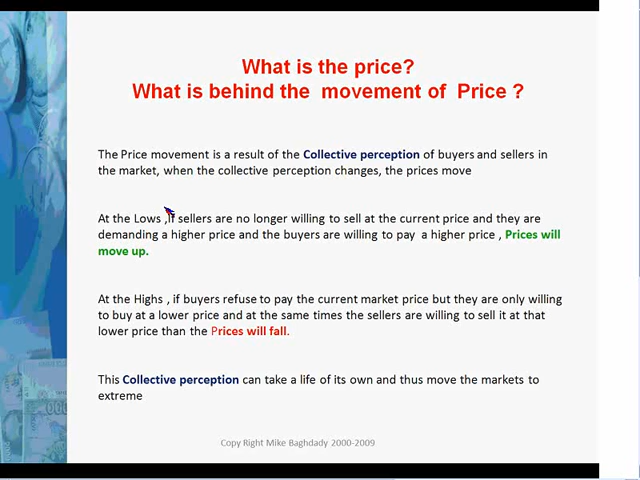 What is the price?
What is behind the movement of Price ?
The Price movement is a result of the Collective perception of buyers and sellers in
the market, when the collective perception changes, the prices move
At the Lows ,if sellers are no longer willing to sell at the current price and they are
demanding a higher price and the buyers are willing to pay a higher price , Prices will
move up.
At the Highs , if buyers refuse to pay the current market price but they are only willing
to buy at a lower price and at the same times the sellers are willing to sell it at that
lower price than the Prices will fall.
This Collective perception can take a life of its own and thus move the markets to
extreme
Copy Right Mike Baghdady 2000-2009